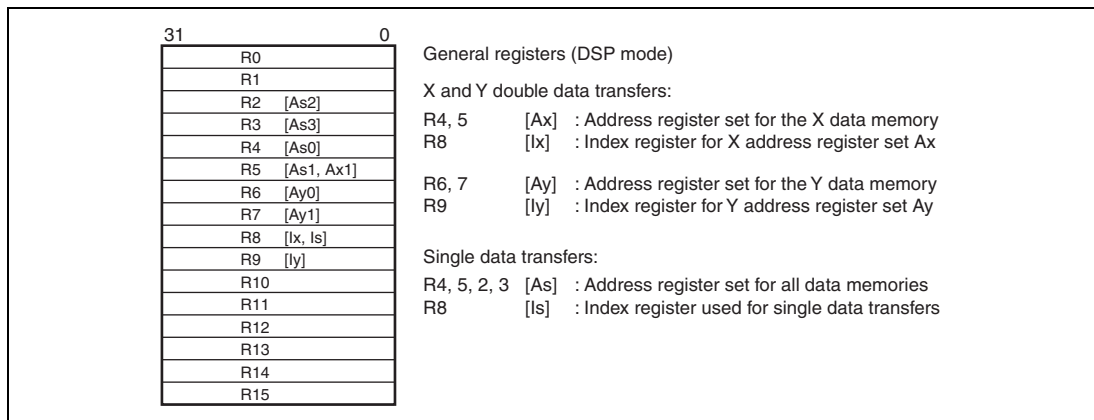 31 0
R0
R1
R2 [As2]
R3 [As3]
R4 [As0]
R5 [As1, Ax1]
R6 [Ay0]
R7 [Ay1]
R8 [Ix, Is]
R9 [Iy]
R10
R11
R12
R13
R14
R15
General registers (DSP mode)
X and Y double data transfers:
R4, 5 [Ax] : Address register set for the X data memory
R8 [Ix] : Index register for X address register set Ax
R6, 7 [Ay] : Address register set for the Y data memory
R9 [Iy] : Index register for Y address register set Ay
Single data transfers:
R4, 5, 2, 3 [As] : Address register set for all data memories
R8 [Is] : Index register used for single data transfers